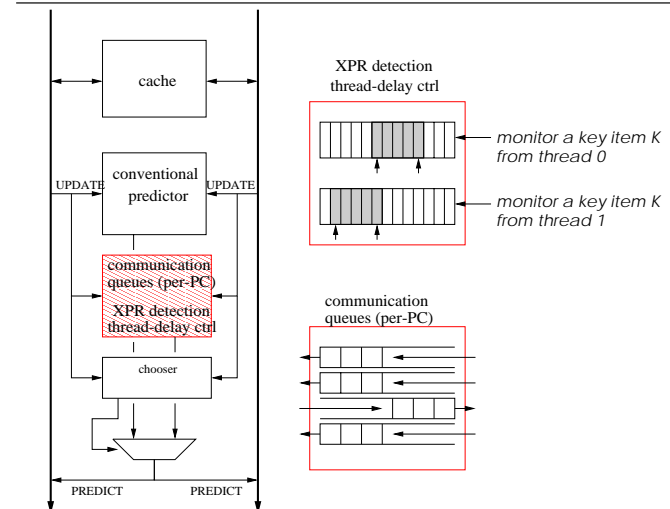 cache
UPDATE
conventional
predictor
UPDATE
communication
queues (per-PC)
XPR detection
thread-delay ctrl
chooser
PREDICT
PREDICT
XPR detection
thread-delay ctrl
monitor a key item K
from thread 0
monitor a key item K
from thread 1
communication
queues (per-PC)